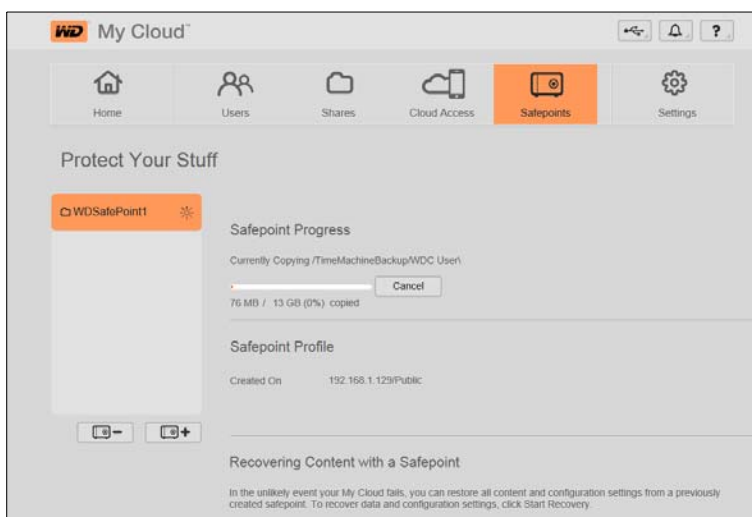 WD My Cloud™
?
Home
Users
Shares
Cloud Access
Safepoints
Settings
Protect Your Stuff
WDSafePoint1
Safepoint Progress
Currently Copying /TimeMachineBackup/WDC User\
Cancel
76 MB / 13 GB (0%) copied
Safepoint Profile
Created On 192.168.1.129/Public
Recovering Content with a Safepoint
In the unlikely event your My Cloud fails, you can restore all content and configuration settings from a previously
created safepoint. To recover data and configuration settings, click Start Recovery.